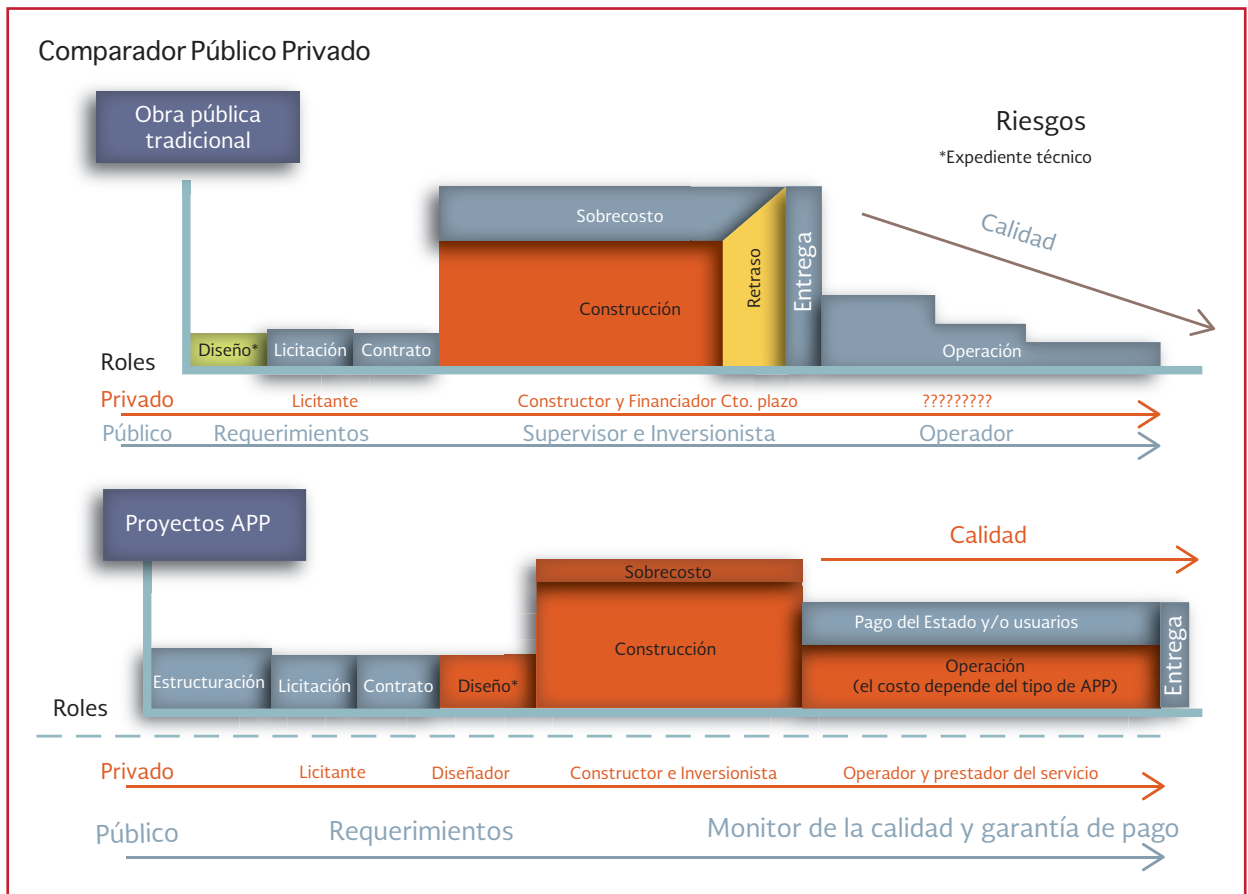 Comparador Público Privado
Obra pública
tradicional
Riesgos
*Expediente técnico
Calidad
Sobrecosto
Construcción
Retraso
Entrega
Diseño*
Licitación
Contrato
Operación
Roles
Privado
Licitante
Constructor y Financiador Cto. plazo
?????????
Público
Requerimientos
Supervisor e Inversionista
Operador
Proyectos APP
Calidad
Sobrecosto
Construcción
Pago del Estado y/o usuarios
Operación
(el costo depende del tipo de APP)
Entrega
Estructuración
Licitación
Contrato
Diseño*
Roles
Privado
Licitante
Diseñador
Constructor e Inversionista
Operador y prestador del servicio
Público
Requerimientos
Monitor de la calidad y garantía de pago